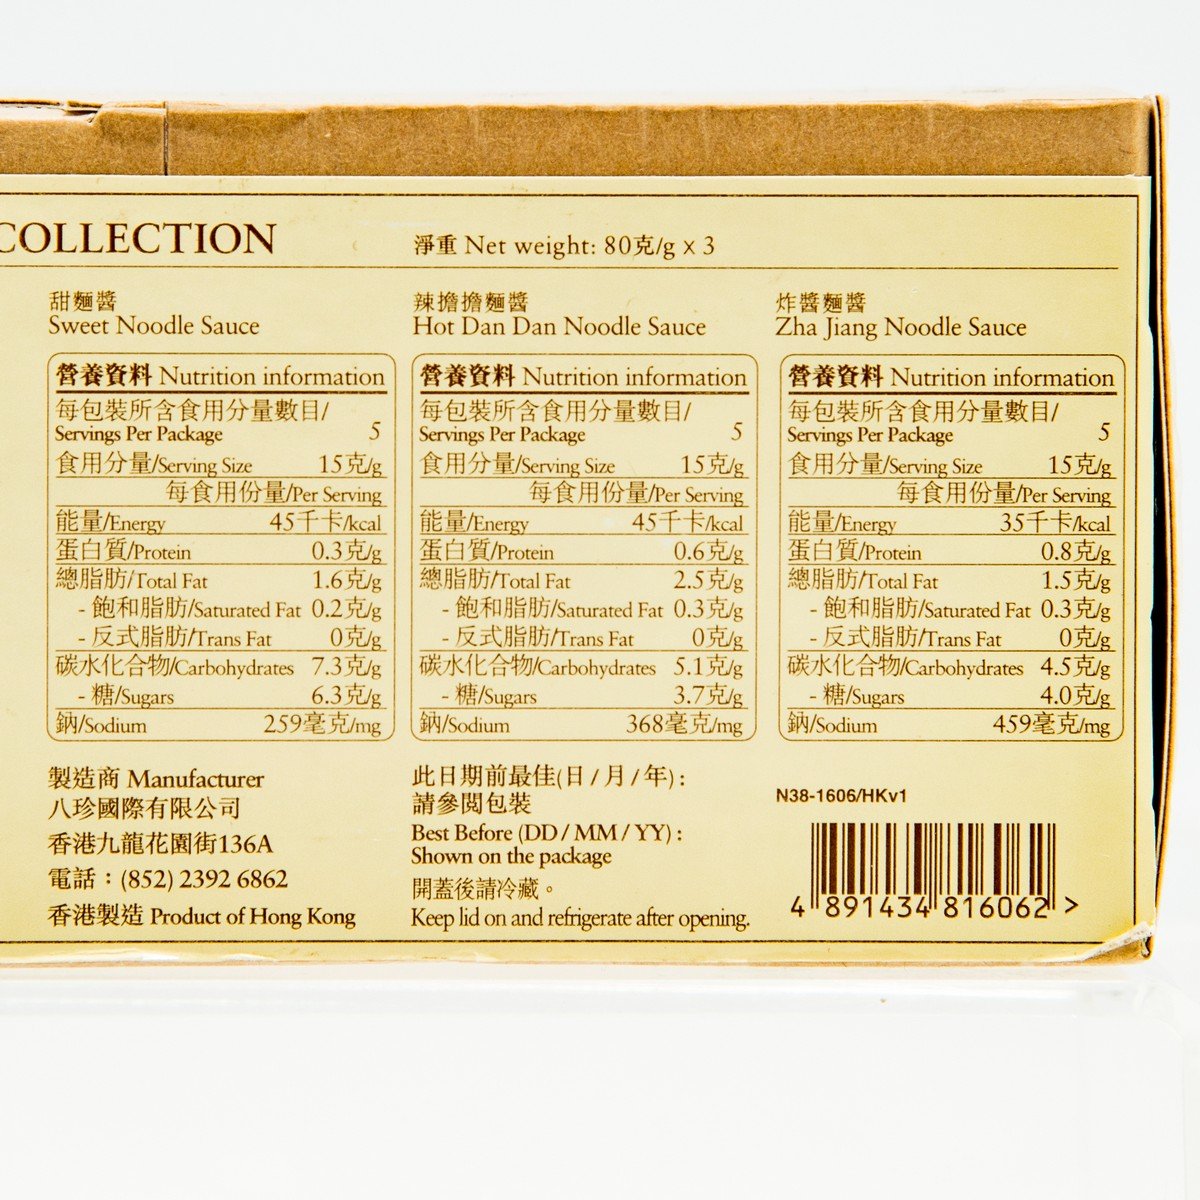 COLLECTION
淨重 Net weight: 80克/g x 3
甜麵醬
Sweet Noodle Sauce
營養資料 Nutrition information
每包裝所含食用分量數目/
Servings Per Package 5
食用分量/Serving Size 15克/g
每食用份量/Per Serving
能量/Energy 45千卡/kcal
蛋白質/Protein 0.3克/g
總脂肪/Total Fat 1.6克/g
- 飽和脂肪/Saturated Fat 0.2克/g
- 反式脂肪/Trans Fat 0克/g
碳水化合物/Carbohydrates 7.3克/g
- 糖/Sugars 6.3克/g
鈉/Sodium 259毫克/mg
辣擔擔麵醬
Hot Dan Dan Noodle Sauce
營養資料 Nutrition information
每包裝所含食用分量數目/
Servings Per Package 5
食用分量/Serving Size 15克/g
每食用份量/Per Serving
能量/Energy 45千卡/kcal
蛋白質/Protein 0.6克/g
總脂肪/Total Fat 2.5克/g
- 飽和脂肪/Saturated Fat 0.3克/g
- 反式脂肪/Trans Fat 0克/g
碳水化合物/Carbohydrates 5.1克/g
- 糖/Sugars 3.7克/g
鈉/Sodium 368毫克/mg
炸醬麵醬
Zha Jiang Noodle Sauce
營養資料 Nutrition information
每包裝所含食用分量數目/
Servings Per Package 5
食用分量/Serving Size 15克/g
每食用份量/Per Serving
能量/Energy 35千卡/kcal
蛋白質/Protein 0.8克/g
總脂肪/Total Fat 1.5克/g
- 飽和脂肪/Saturated Fat 0.3克/g
- 反式脂肪/Trans Fat 0克/g
碳水化合物/Carbohydrates 4.5克/g
- 糖/Sugars 4.0克/g
鈉/Sodium 459毫克/mg
製造商 Manufacturer
八珍國際有限公司
香港九龍花園街136A
電話：(852) 2392 6862
香港製造 Product of Hong Kong
此日期前最佳(日/月/年)：
請參閱包裝
Best Before (DD/MM/YY) :
Shown on the package
開蓋後請冷藏。
Keep lid on and refrigerate after opening.
N38-1606/HKv1
4 891434 816062 >